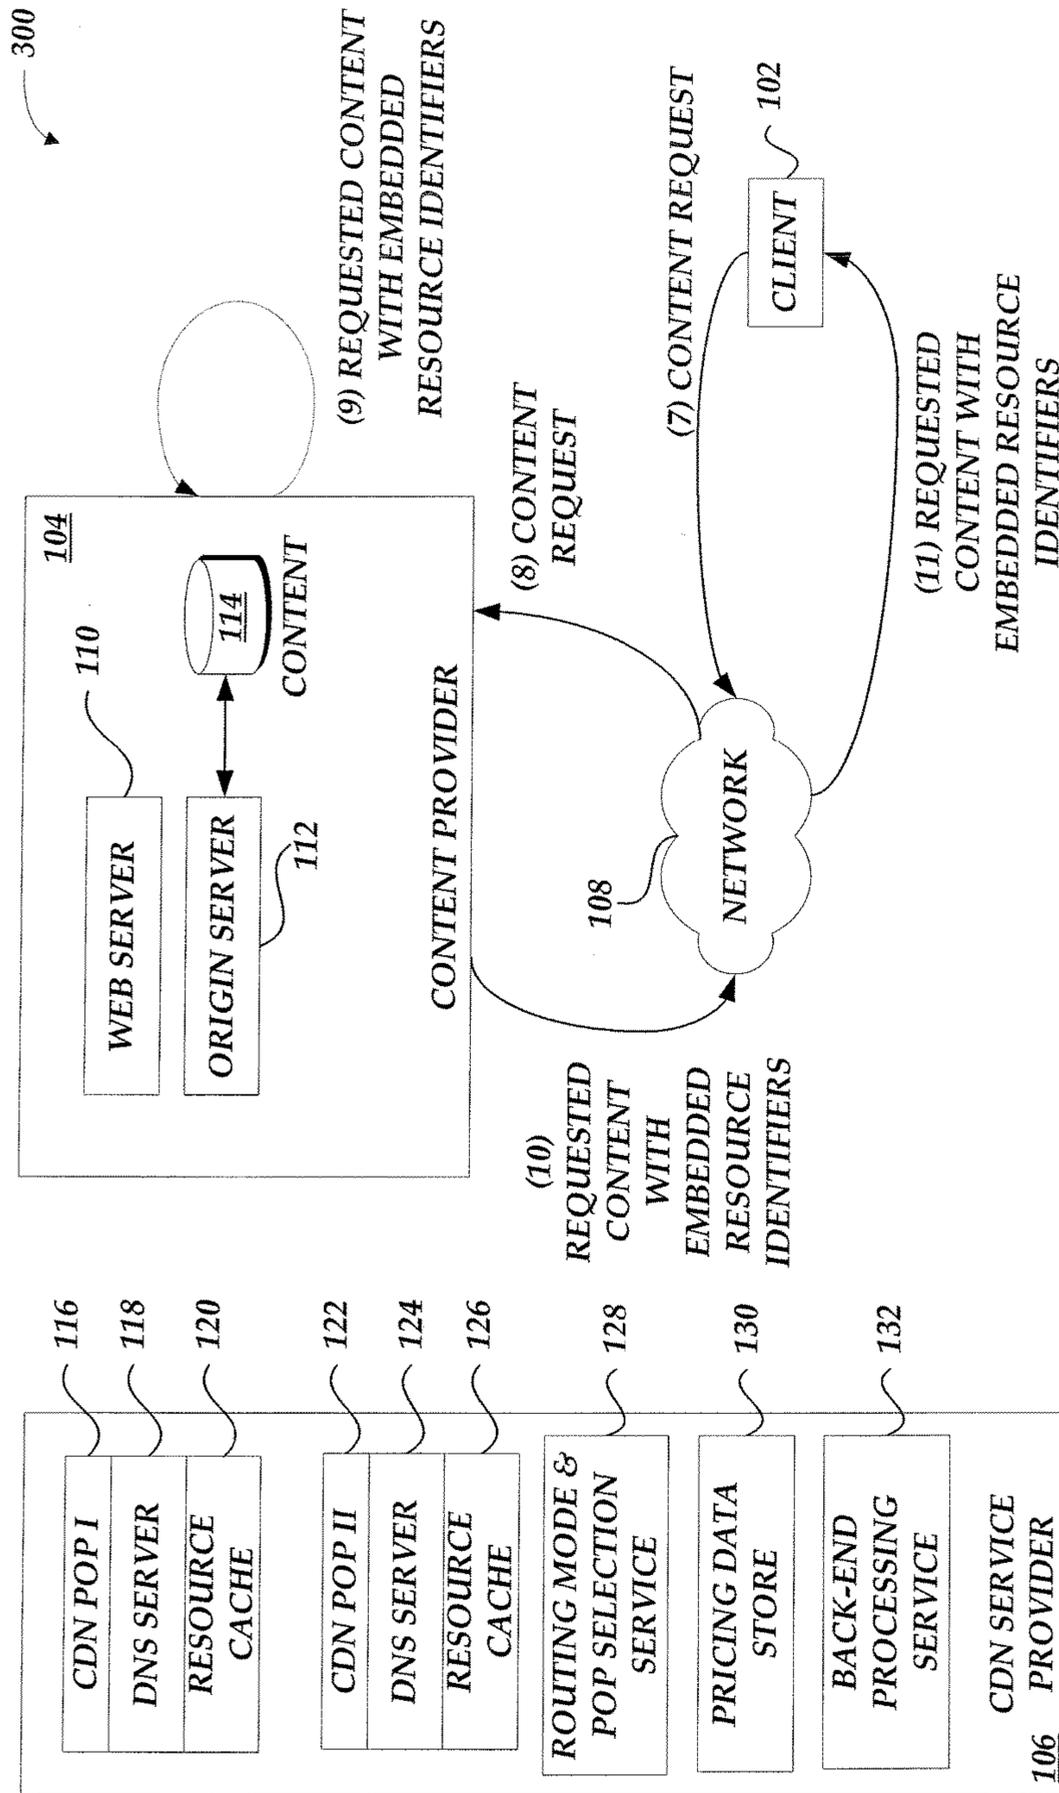 300
CDN POP I
116
DNS SERVER
118
RESOURCE
CACHE
120
CDN POP II
122
DNS SERVER
124
RESOURCE
CACHE
126
ROUTING MODE &
POP SELECTION
SERVICE
128
PRICING DATA
STORE
130
BACK-END
PROCESSING
SERVICE
132
CDN SERVICE
PROVIDER
106
104
WEB SERVER
110
ORIGIN SERVER
112
114
CONTENT
CONTENT PROVIDER
(9) REQUESTED CONTENT
WITH EMBEDDED
RESOURCE IDENTIFIERS
(8) CONTENT
REQUEST
(10)
REQUESTED
CONTENT
WITH
EMBEDDED
RESOURCE
IDENTIFIERS
108
NETWORK
(7) CONTENT REQUEST
CLIENT
102
(11) REQUESTED
CONTENT WITH
EMBEDDED RESOURCE
IDENTIFIERS